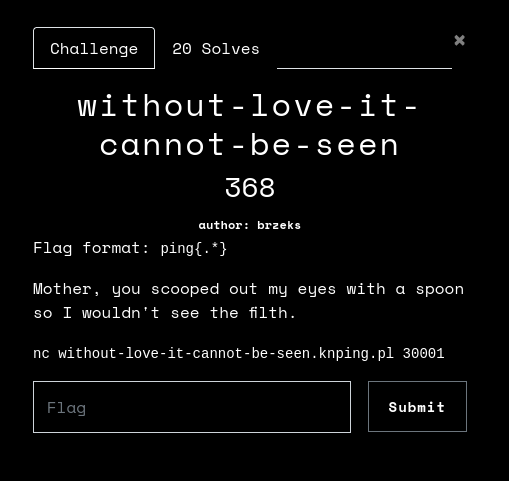 Challenge
20 Solves
✖
without-love-it-
cannot-be-seen
368
author: brzeks
Flag format: ping{.*}
Mother, you scooped out my eyes with a spoon
so I wouldn't see the filth.
nc without-love-it-cannot-be-seen.knping.pl 30001
Flag
Submit